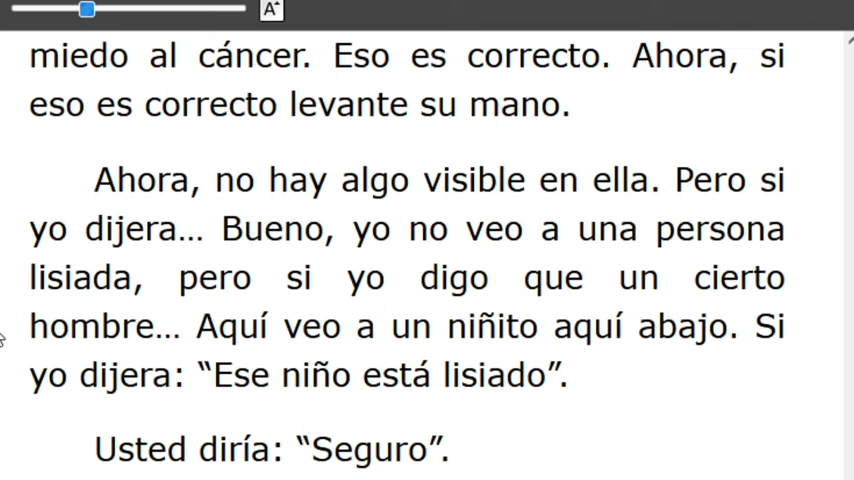 A
miedo al cáncer. Eso es correcto. Ahora, si
eso es correcto levante su mano.
Ahora, no hay algo visible en ella. Pero si
yo dijera… Bueno, yo no veo a una persona
lisiada, pero si yo digo que un cierto
hombre… Aquí veo a un niñito aquí abajo. Si
yo dijera: “Ese niño está lisiado”.
Usted diría: “Seguro”.